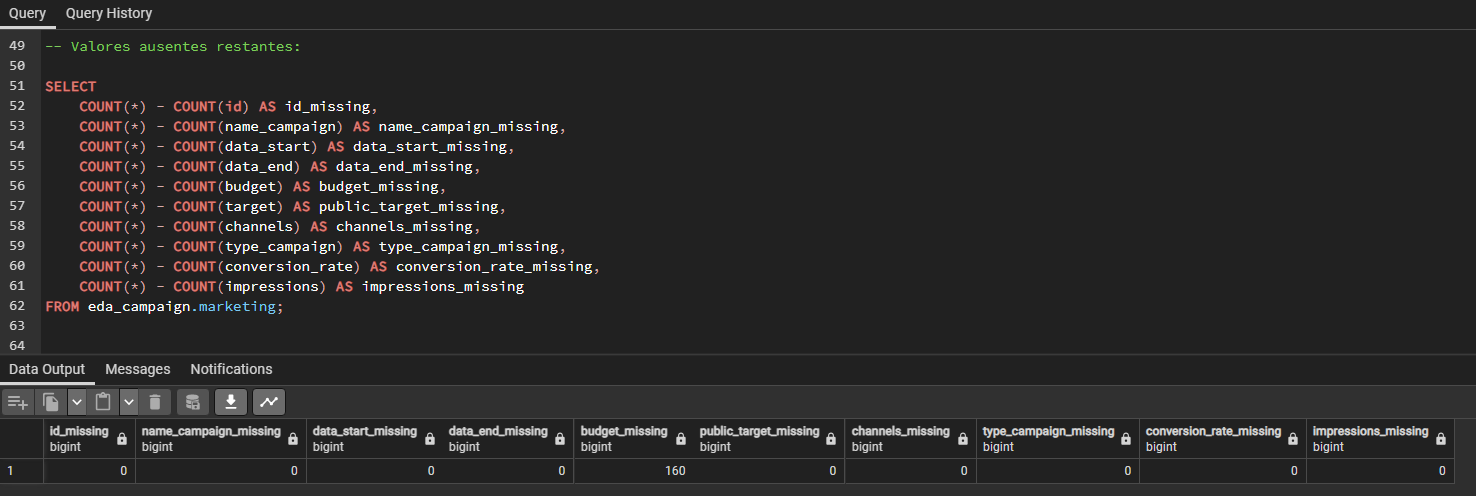 Query Query History
49 -- Valores ausentes restantes:
50
51 SELECT
52 COUNT(*) - COUNT(id) AS id_missing,
53 COUNT(*) - COUNT(name_campaign) AS name_campaign_missing,
54 COUNT(*) - COUNT(data_start) AS data_start_missing,
55 COUNT(*) - COUNT(data_end) AS data_end_missing,
56 COUNT(*) - COUNT(budget) AS budget_missing,
57 COUNT(*) - COUNT(target) AS public_target_missing,
58 COUNT(*) - COUNT(channels) AS channels_missing,
59 COUNT(*) - COUNT(type_campaign) AS type_campaign_missing,
60 COUNT(*) - COUNT(conversion_rate) AS conversion_rate_missing,
61 COUNT(*) - COUNT(impressions) AS impressions_missing
62 FROM eda_campaign.marketing;
63
64
Data Output Messages Notifications
id_missing name_campaign_missing data_start_missing data_end_missing budget_missing public_target_missing channels_missing type_campaign_missing conversion_rate_missing impressions_missing
bigint bigint bigint bigint bigint bigint bigint bigint bigint bigint
1 0 0 0 0 160 0 0 0 0 0